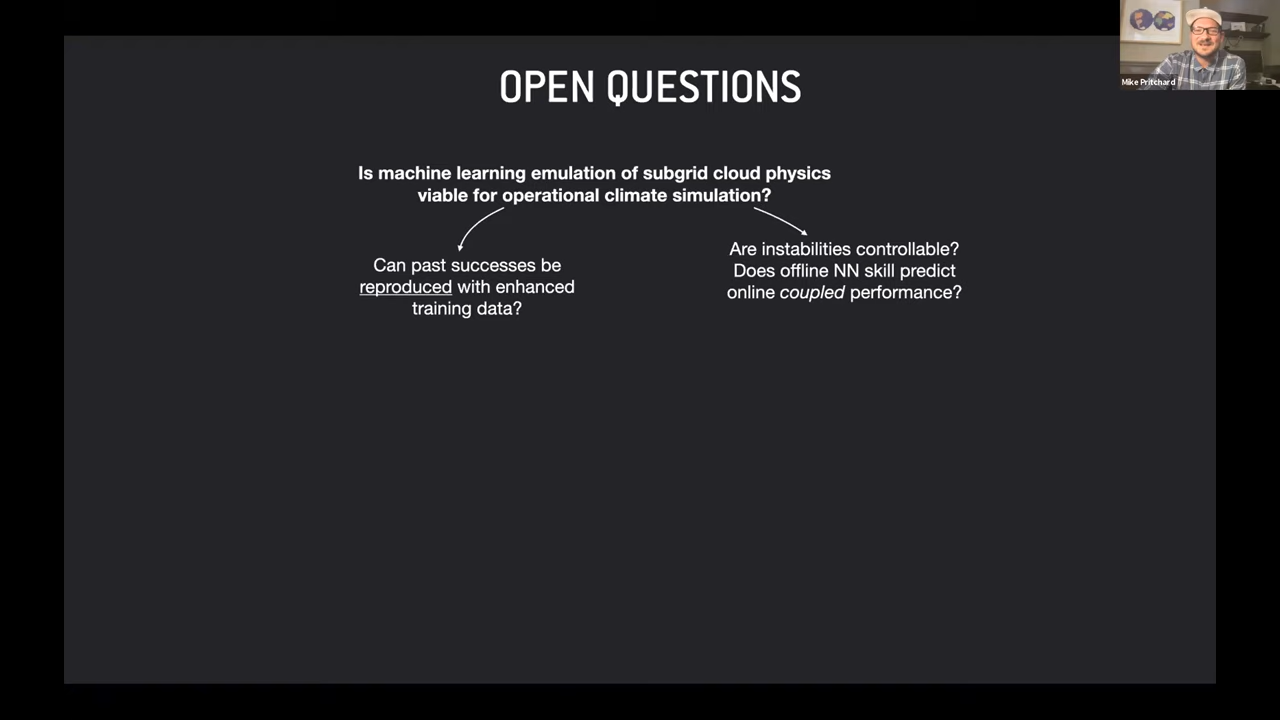 OPEN QUESTIONS
Mike Pritchard
Is machine learning emulation of subgrid cloud physics
viable for operational climate simulation?
Can past successes be
reproduced with enhanced
training data?
Are instabilities controllable?
Does offline NN skill predict
online coupled performance?